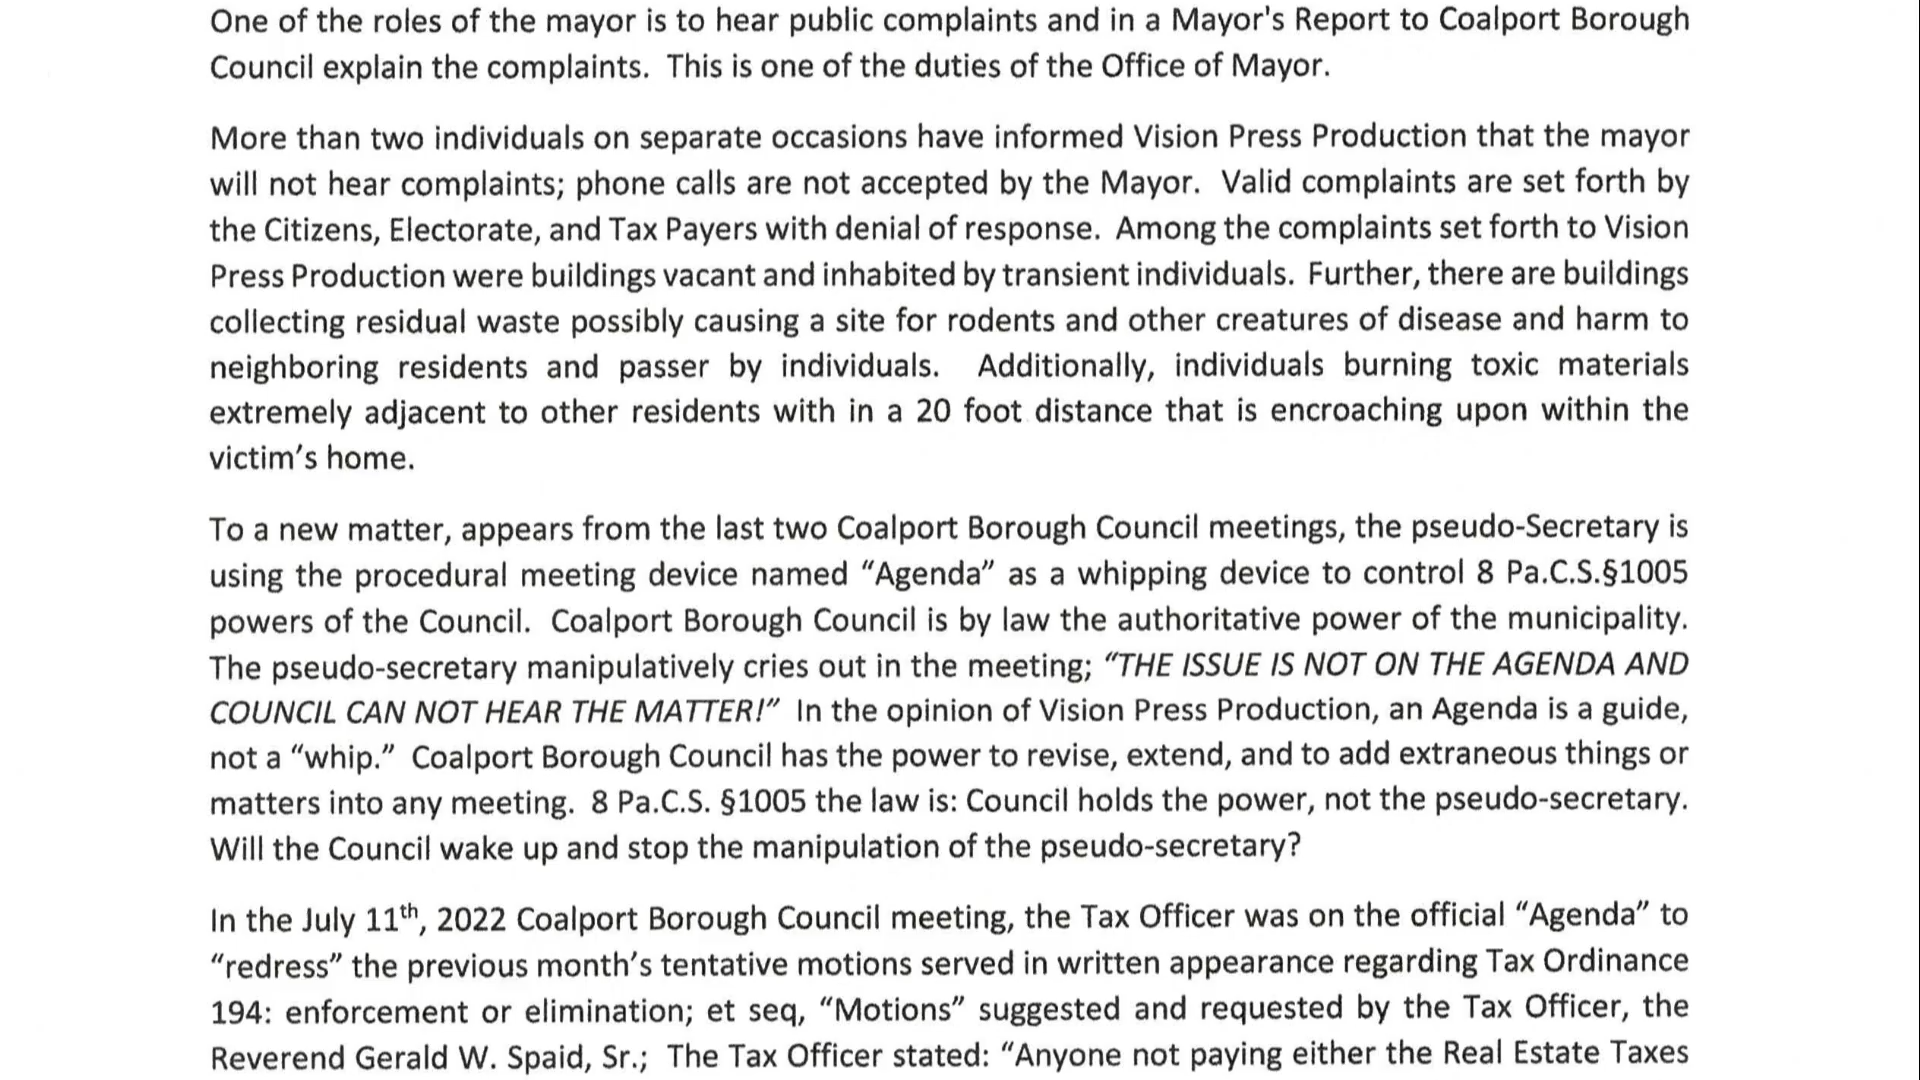 One of the roles of the mayor is to hear public complaints and in a Mayor's Report to Coalport Borough
Council explain the complaints.  This is one of the duties of the Office of Mayor.
More than two individuals on separate occasions have informed Vision Press Production that the mayor
will not hear complaints; phone calls are not accepted by the Mayor.  Valid complaints are set forth by
the Citizens, Electorate, and Tax Payers with denial of response.  Among the complaints set forth to Vision
Press Production were buildings vacant and inhabited by transient individuals.  Further, there are buildings
collecting residual waste possibly causing a site for rodents and other creatures of disease and harm to
neighboring residents and passer by individuals.  Additionally, individuals burning toxic materials
extremely adjacent to other residents with in a 20 foot distance that is encroaching upon within the
victim's home.
To a new matter, appears from the last two Coalport Borough Council meetings, the pseudo-Secretary is
using the procedural meeting device named “Agenda” as a whipping device to control 8 Pa.C.S.§1005
powers of the Council.  Coalport Borough Council is by law the authoritative power of the municipality.
The pseudo-secretary manipulatively cries out in the meeting; “THE ISSUE IS NOT ON THE AGENDA AND
COUNCIL CAN NOT HEAR THE MATTER!”  In the opinion of Vision Press Production, an Agenda is a guide,
not a “whip.”  Coalport Borough Council has the power to revise, extend, and to add extraneous things or
matters into any meeting.  8 Pa.C.S. §1005 the law is: Council holds the power, not the pseudo-secretary.
Will the Council wake up and stop the manipulation of the pseudo-secretary?
In the July 11th, 2022 Coalport Borough Council meeting, the Tax Officer was on the official “Agenda” to
“redress” the previous month's tentative motions served in written appearance regarding Tax Ordinance
194: enforcement or elimination; et seq, “Motions” suggested and requested by the Tax Officer, the
Reverend Gerald W. Spaid, Sr.;  The Tax Officer stated: “Anyone not paying either the Real Estate Taxes